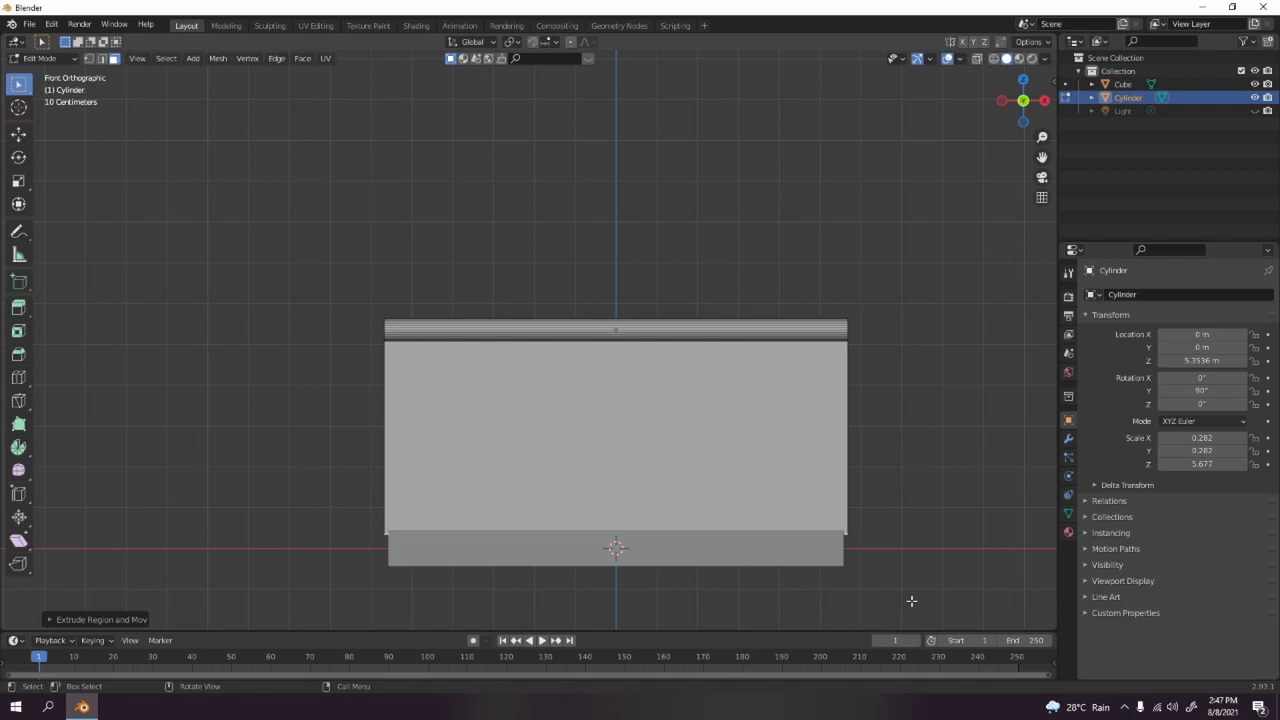 Blender
File Edit Render Window Help Layout Modeling Sculpting UV Editing Texture Paint Shading Animation Compositing Rendering Geometry Nodes Scripting Scene View Layer
Global X Y Z Options
Edit Mode View Select Add Mesh Vertex Edge Face UV
Front Orthographic
(1) Cylinder
10 Centimeters
Scene Collection
Collection
Cube
Cylinder
Light
Z
Y
X
Cylinder
Cylinder
Transform
Location X 0 m
Y 0 m
Z 5.3536 m
Rotation X 0°
Y 90°
Z 0°
Mode XYZ Euler
Scale X 0.282
Y 0.282
Z 5.677
Delta Transform
Relations
Collections
Instancing
Motion Paths
Visibility
Viewport Display
Line Art
Custom Properties
Extrude Region and Mov
Playback Keying View Marker 1 Start 1 End 250
1 10 20 30 40 50 60 70 80 90 100 110 120 130 140 150 160 170 180 190 200 210 220 230 240 250
Select Box Select Rotate View Call Menu 2.93.1
28°C Rain 2:47 PM
8/8/2021
2